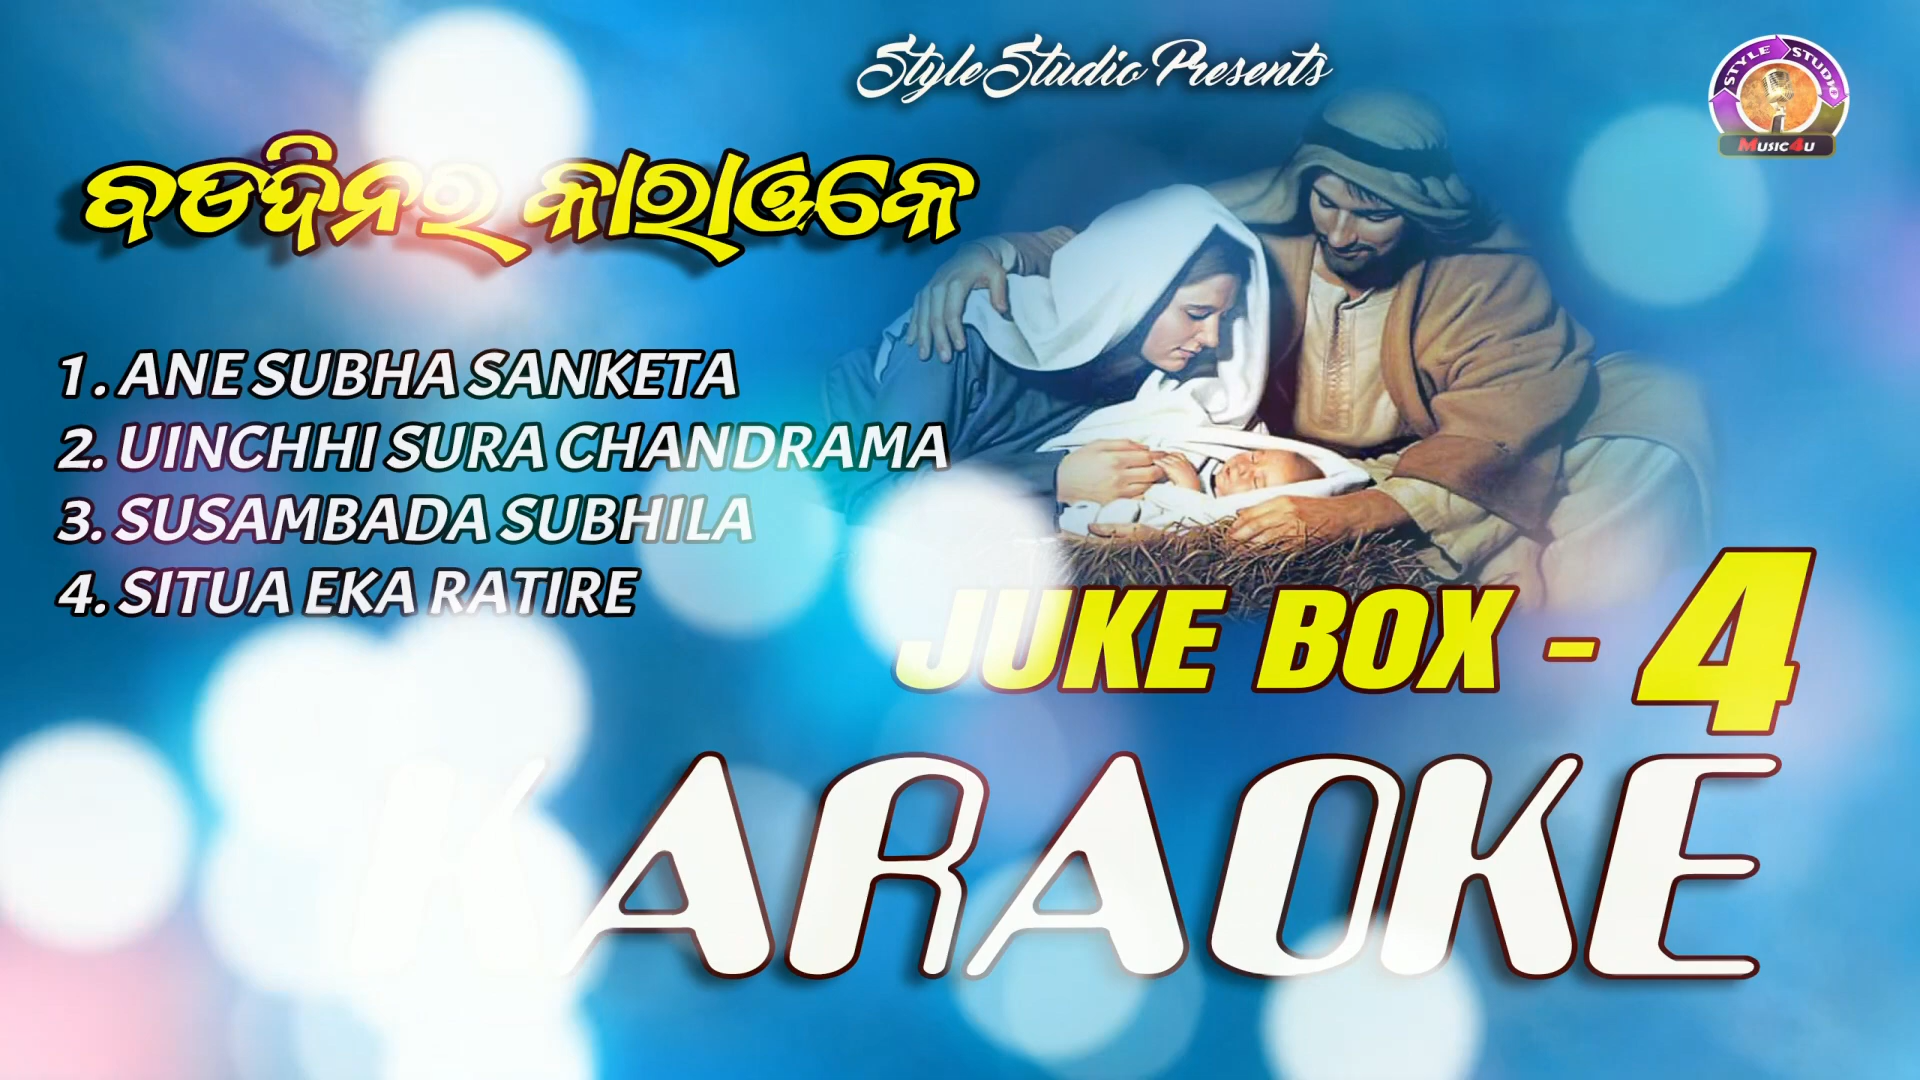 Style Studio Presents
STYLE STUDIO
MUSIC4U
ବଡଦିନର କାରାଓକେ
1. ANE SUBHA SANKETA
2. UINCHHI SURA CHANDRAMA
3. SUSAMBADA SUBHILA
4. SITUA EKA RATIRE
JUKE BOX - 4
KARAOKE